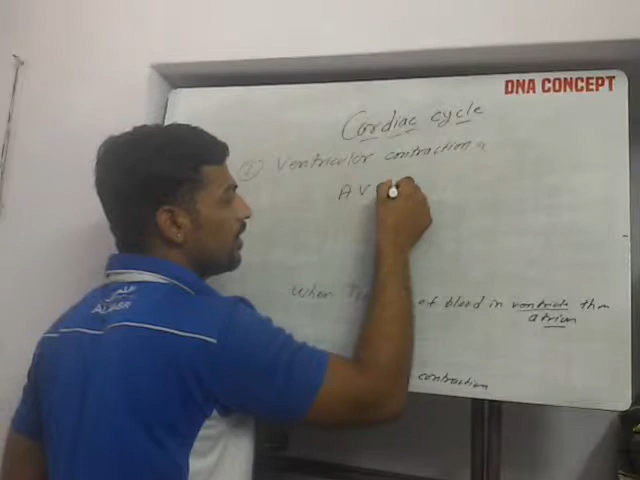 DNA CONCEPT
Cardiac cycle
Ventricular contraction
A V
When
of blood in ventricle than
atrium
contraction